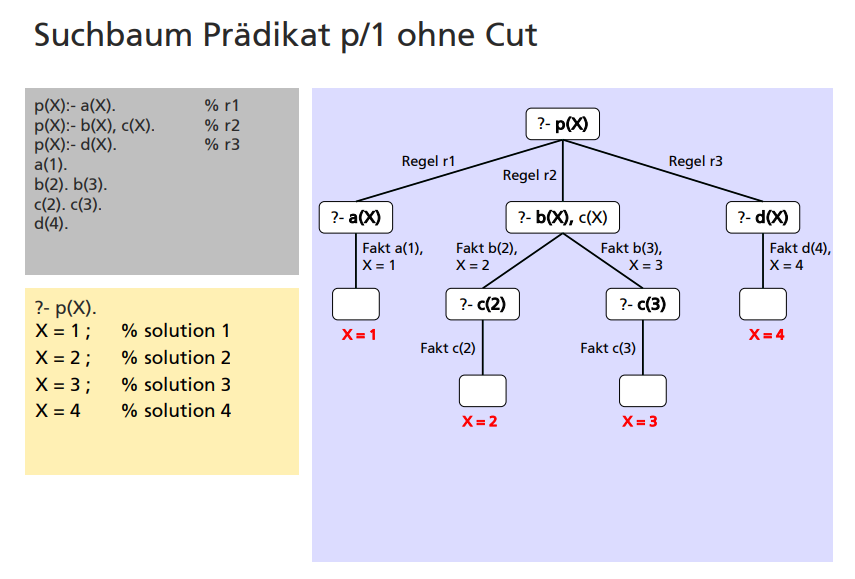 Suchbaum Prädikat p/1 ohne Cut
p(X):- a(X). % r1
p(X):- b(X), c(X). % r2
p(X):- d(X). % r3
a(1).
b(2). b(3).
c(2). c(3).
d(4).
?- p(X).
X = 1 ; % solution 1
X = 2 ; % solution 2
X = 3 ; % solution 3
X = 4 % solution 4
?- p(X)
Regel r1
Regel r2
Regel r3
?- a(X)
?- b(X), c(X)
?- d(X)
Fakt a(1),
X = 1
Fakt b(2),
X = 2
Fakt b(3),
X = 3
Fakt d(4),
X = 4
?- c(2)
?- c(3)
X = 1
X = 4
Fakt c(2)
Fakt c(3)
X = 2
X = 3